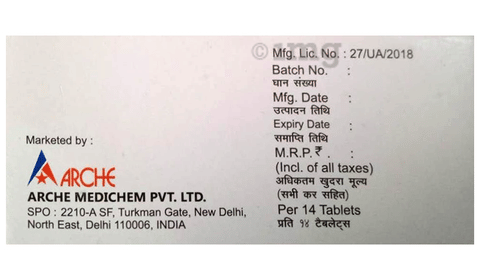 ©1mg
Mfg. Lic. No. : 27/UA/2018
Batch No. :
घान संख्या
Mfg. Date :
उत्पादन तिथि
Expiry Date :
समाप्ति तिथि
M.R.P.₹. :
(Incl. of all taxes)
अधिकतम खुदरा मूल्य
(सभी कर सहित)
Per 14 Tablets
प्रति १४ टैबलेट्स
Marketed by :
ARCHE
ARCHE MEDICHEM PVT. LTD.
SPO : 2210-A SF, Turkman Gate, New Delhi,
North East, Delhi 110006, INDIA